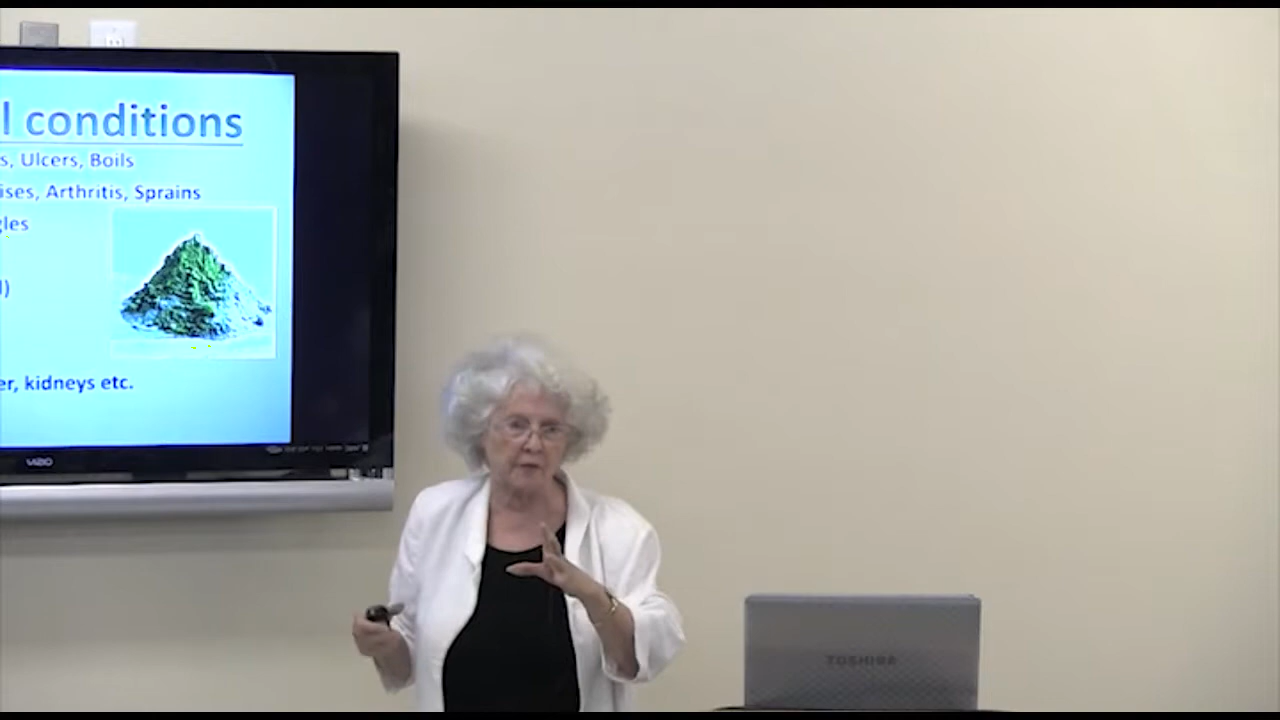 l conditions
s, Ulcers, Boils
ises, Arthritis, Sprains
gles
l)
er, kidneys etc.
VIZIO
TOSHIBA